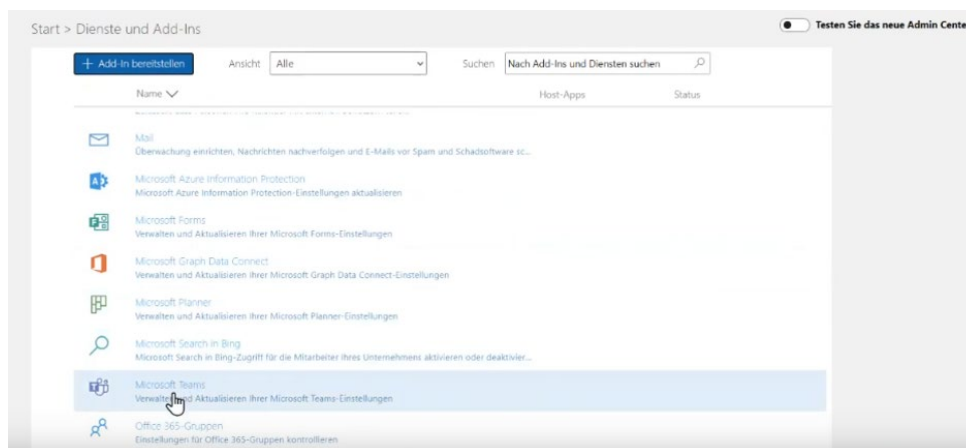 Start > Dienste und Add-Ins
Testen Sie das neue Admin Cente
+ Add-In bereitstellen
Ansicht
Alle
Suchen
Nach Add-Ins und Diensten suchen
Name
Host-Apps
Status
Mail
Überwachung einrichten, Nachrichten nachverfolgen und E-Mails vor Spam und Schadsoftware sc...
Microsoft Azure Information Protection
Microsoft Azure Information Protection-Einstellungen aktualisieren
Microsoft Forms
Verwalten und Aktualisieren Ihrer Microsoft Forms-Einstellungen
Microsoft Graph Data Connect
Verwalten und Aktualisieren Ihrer Microsoft Graph Data Connect-Einstellungen
Microsoft Planner
Verwalten und Aktualisieren Ihrer Microsoft Planner-Einstellungen
Microsoft Search in Bing
Microsoft Search in Bing-Zugriff für die Mitarbeiter Ihres Unternehmens aktivieren oder deaktivier...
Microsoft Teams
Verwalten und Aktualisieren Ihrer Microsoft Teams-Einstellungen
Office 365-Gruppen
Einstellungen für Office 365-Gruppen kontrollieren